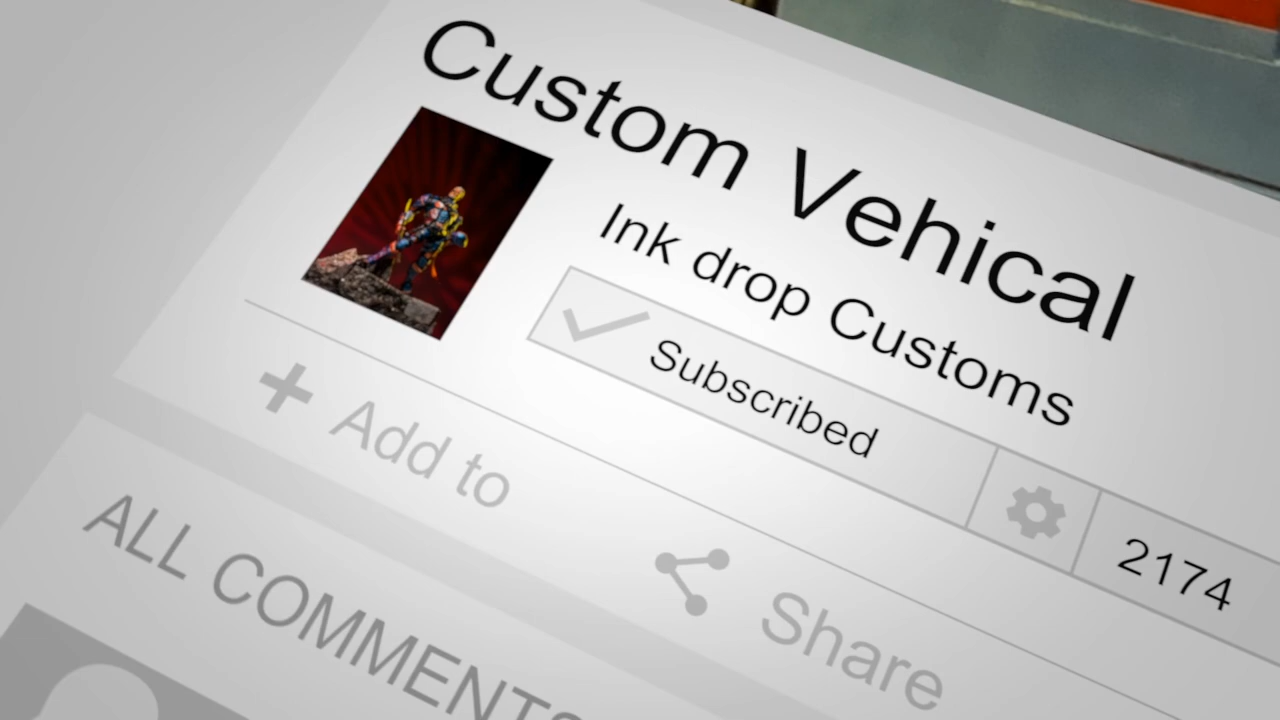 Custom Vehical
Ink drop Customs
Subscribed
2174
Add to
Share
ALL COMMENTS